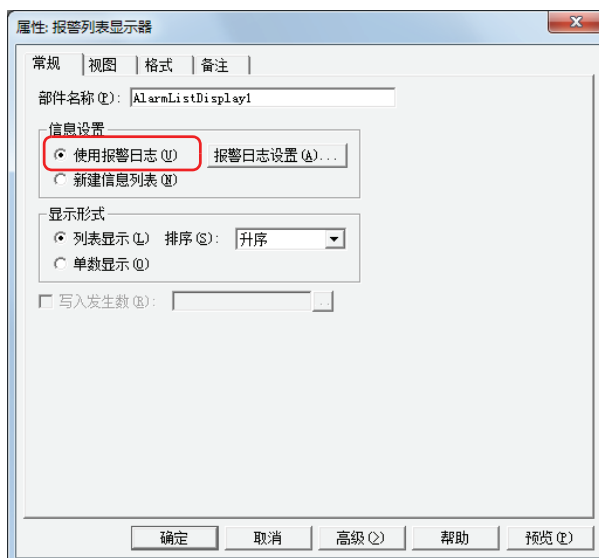 属性: 报警列表显示器
常规 视图 格式 备注
部件名称(P): AlarmListDisplay1
信息设置
使用报警日志(U) 报警日志设置(A)...
新建信息列表(N)
显示形式
列表显示(L) 排序(S): 升序
单数显示(O)
写入发生数(R): ...
确定 取消 高级(>) 帮助 预览(P)